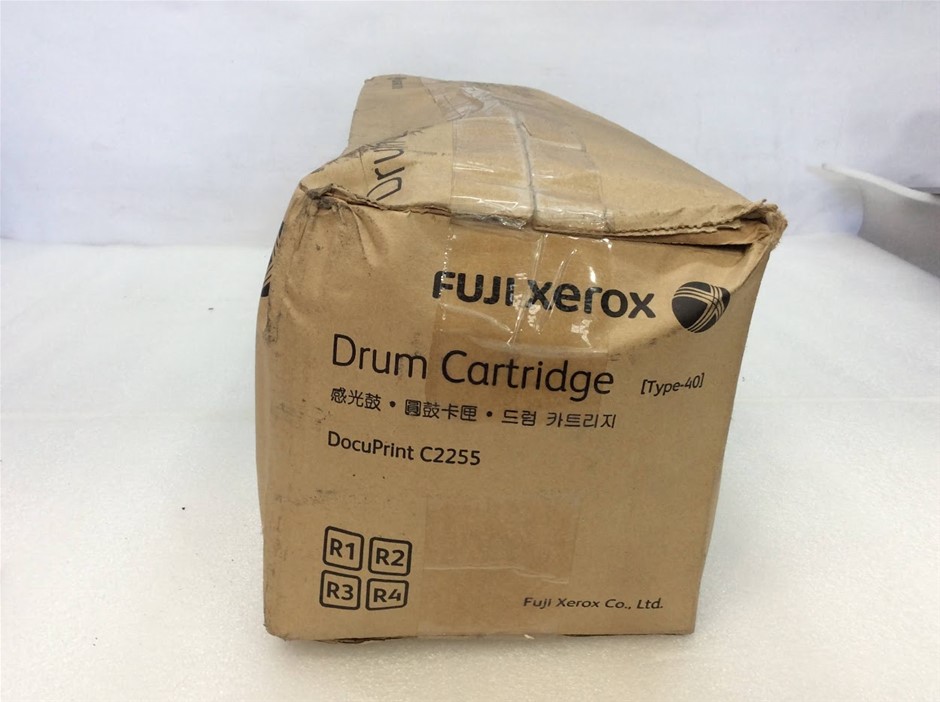 Drum
FUJI xerox
Drum Cartridge [Type-40]
感光鼓・圓鼓卡匣・드럼 카트리지
DocuPrint C2255
R1 R2
R3 R4
Fuji Xerox Co., Ltd.